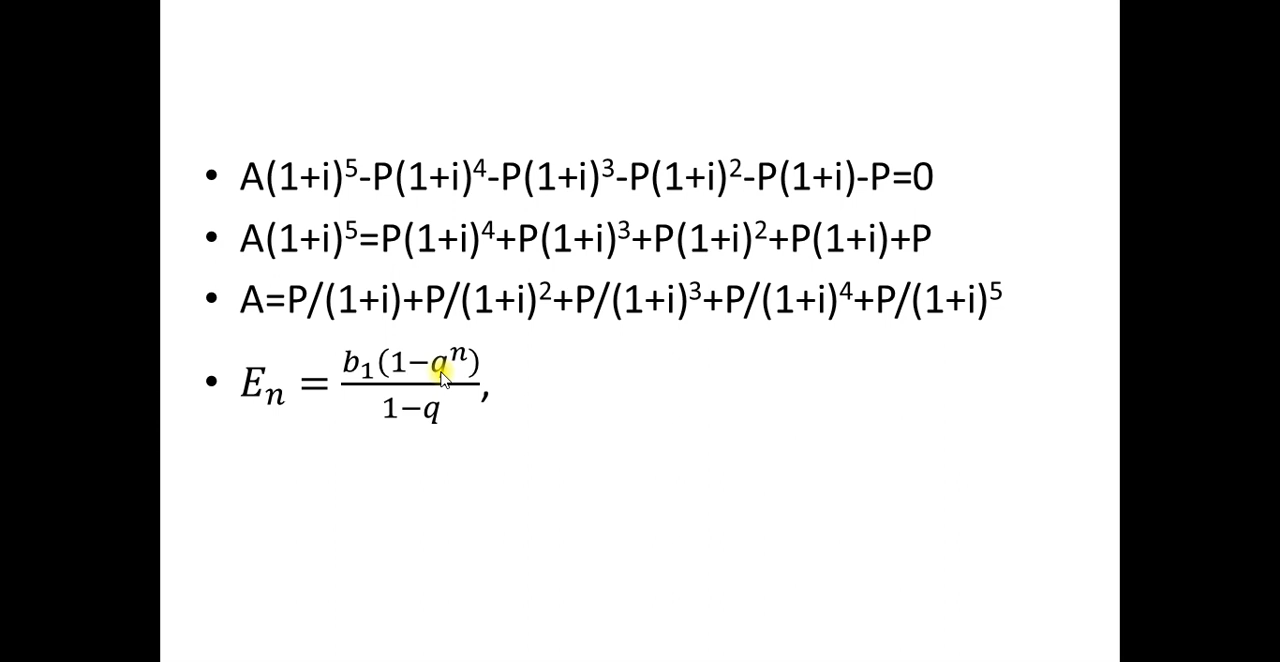 • A(1+i)⁵-P(1+i)⁴-P(1+i)³-P(1+i)²-P(1+i)-P=0
• A(1+i)⁵=P(1+i)⁴+P(1+i)³+P(1+i)²+P(1+i)+P
• A=P/(1+i)+P/(1+i)²+P/(1+i)³+P/(1+i)⁴+P/(1+i)⁵
• Eₙ = b₁(1−qⁿ)/1−q,